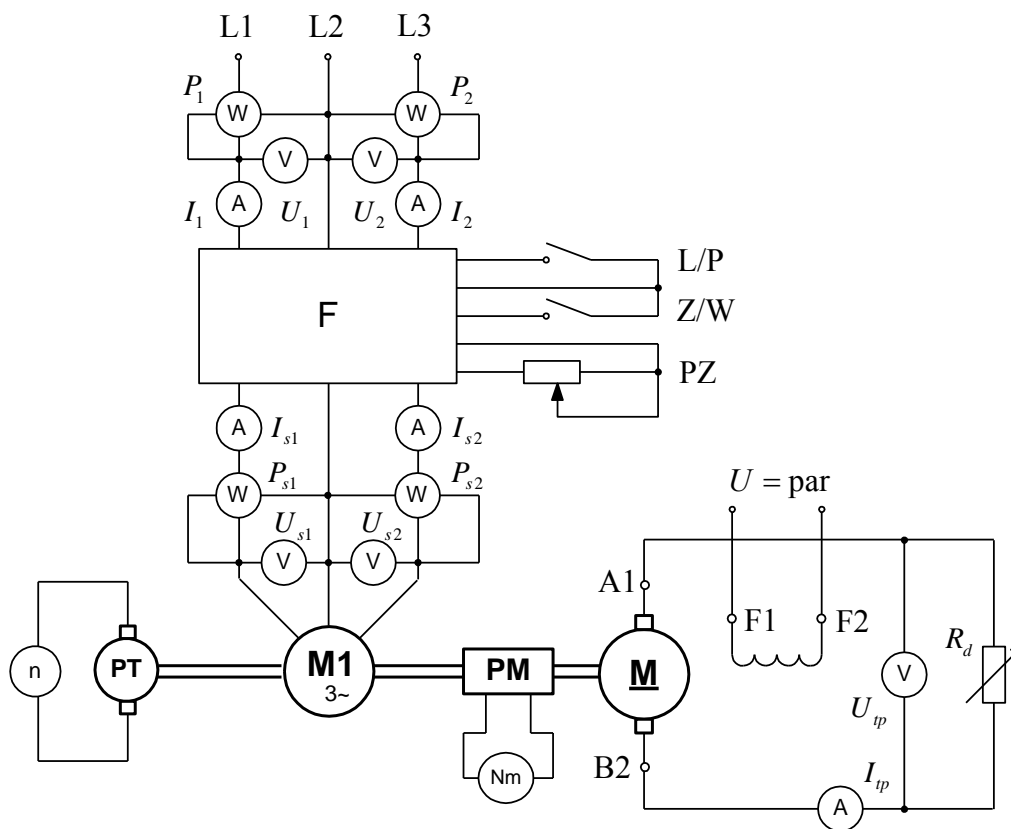 L1 L2 L3
P1 W W P2
V V
I1 A U1 U2 A I2
L/P
F
Z/W
PZ
A Is1 A Is2
Ps1 Ps2
W W
U = par
Us1 Us2
V V
A1
F1 F2
n PT M1 PM M V Rd
3~
Utp
B2
Nm
Itp
A